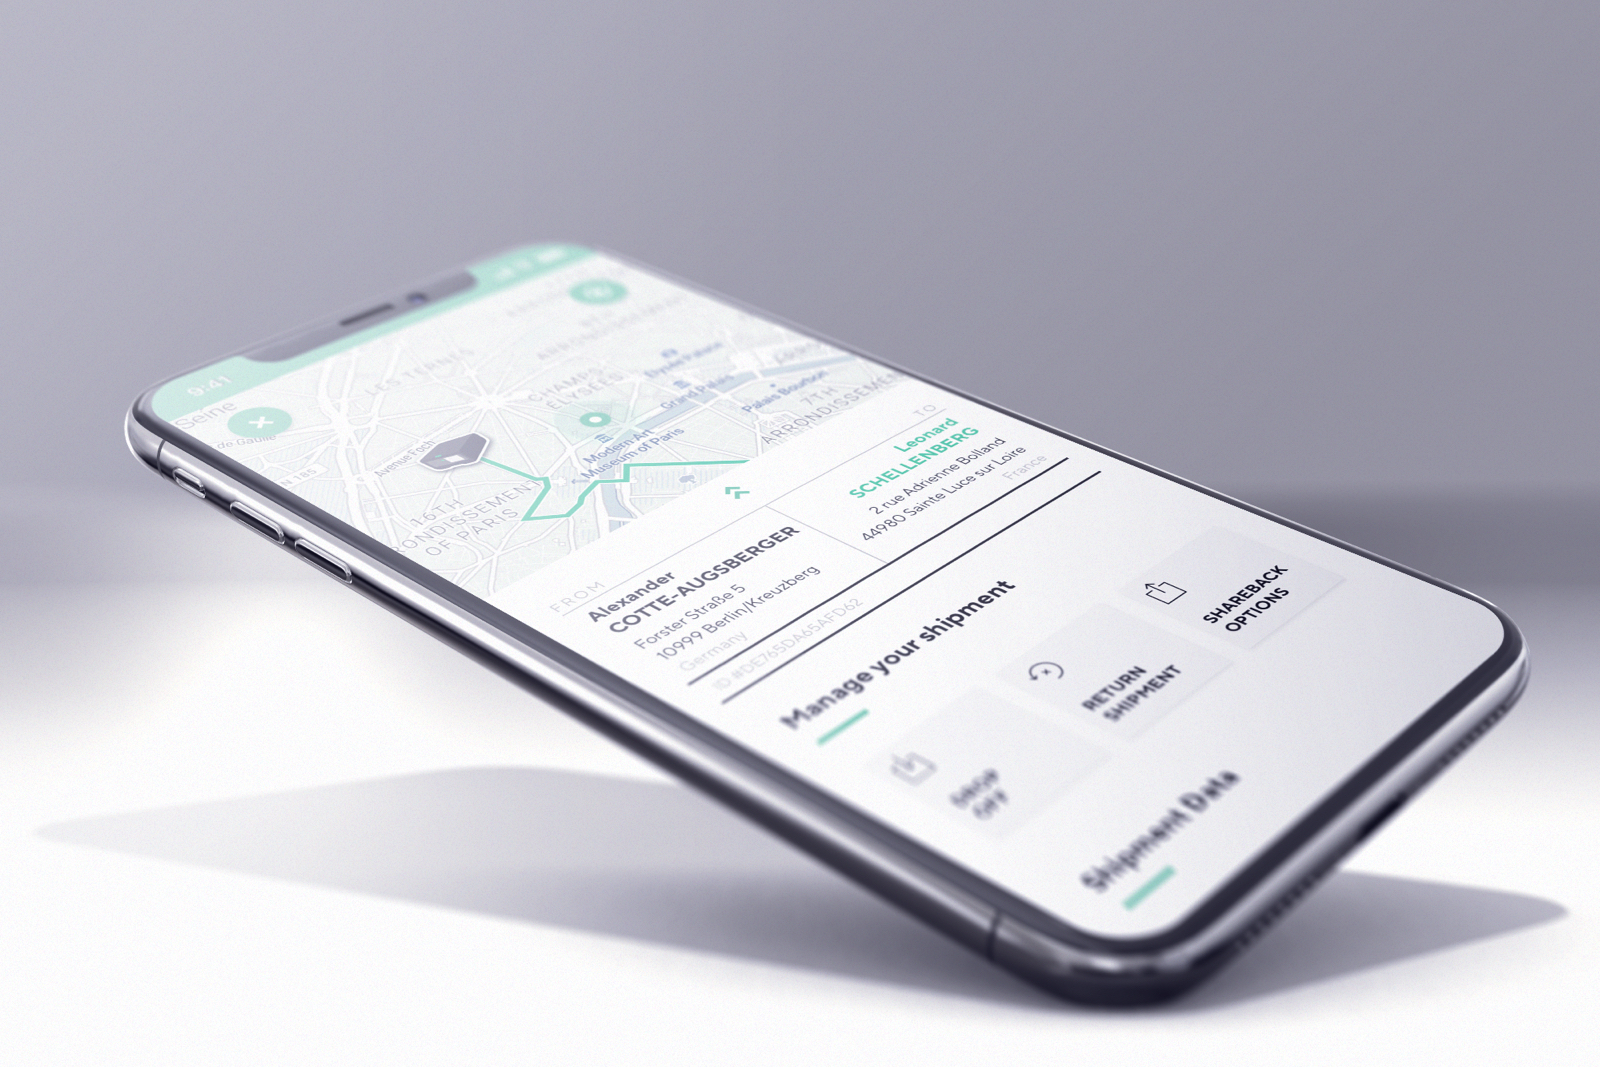 9:41
Seine
de Gaulle
LES TERNES
CHAMPS-
ÉLYSÉES
Élysée Palace
Grand Palais
Palais Bourbon
7TH
ARRONDISSEMENT
Modern Art
Museum of Paris
Avenue Foch
N 185
16TH
ARRONDISSEMENT
OF PARIS
FROM
Alexander
COTTE-AUGSBERGER
Forster Straße 5
10999 Berlin/Kreuzberg
Germany
TO
Leonard
SCHELLENBERG
2 rue Adrienne Bolland
44980 Sainte Luce sur Loire
France
ID #DE765DA65AFD62
Manage your shipment
DROP
OFF
RETURN
SHIPMENT
SHAREBACK
OPTIONS
Shipment Data